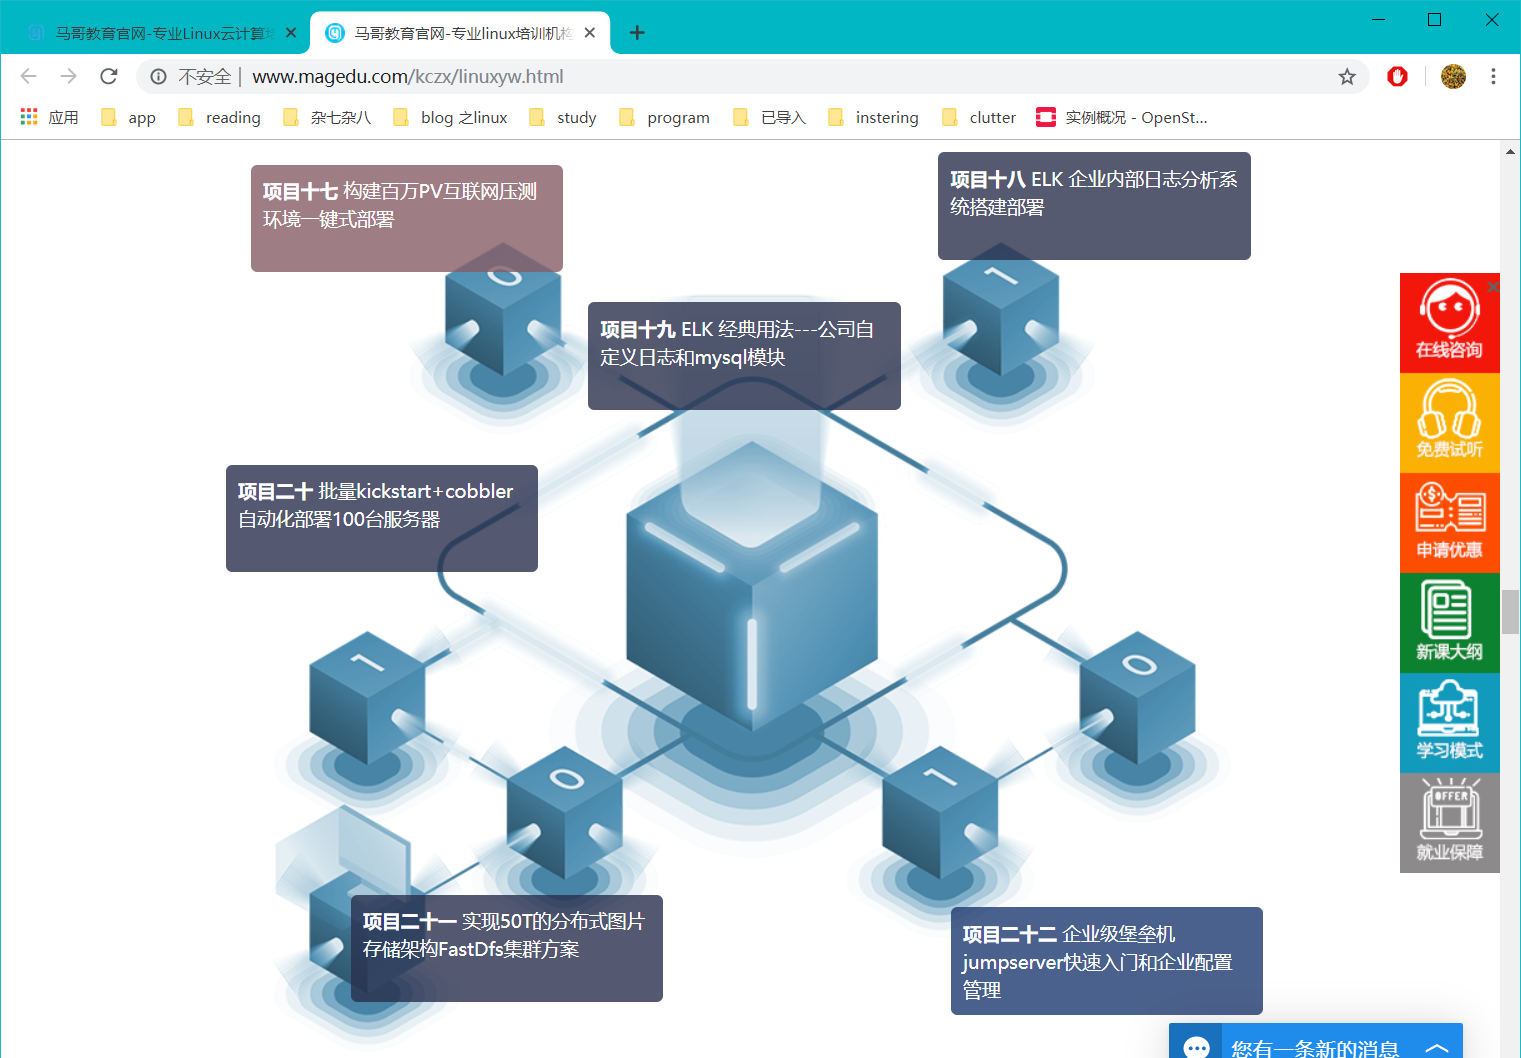 马哥教育官网-专业Linux云计算培
马哥教育官网-专业linux培训机构
不安全 | www.magedu.com/kczx/linuxyw.html
应用
app
reading
杂七杂八
blog 之linux
study
program
已导入
instering
clutter
实例概况 - OpenSt...
项目十七 构建百万PV互联网压测
环境一键式部署
项目十八 ELK 企业内部日志分析系
统搭建部署
0
1
项目十九 ELK 经典用法---公司自
定义日志和mysql模块
项目二十 批量kickstart+cobbler
自动化部署100台服务器
1
0
0
1
项目二十一 实现50T的分布式图片
存储架构FastDfs集群方案
项目二十二 企业级堡垒机
jumpserver快速入门和企业配置
管理
在线咨询
免费试听
申请优惠
新课大纲
学习模式
OFFER
就业保障
您有一条新的消息